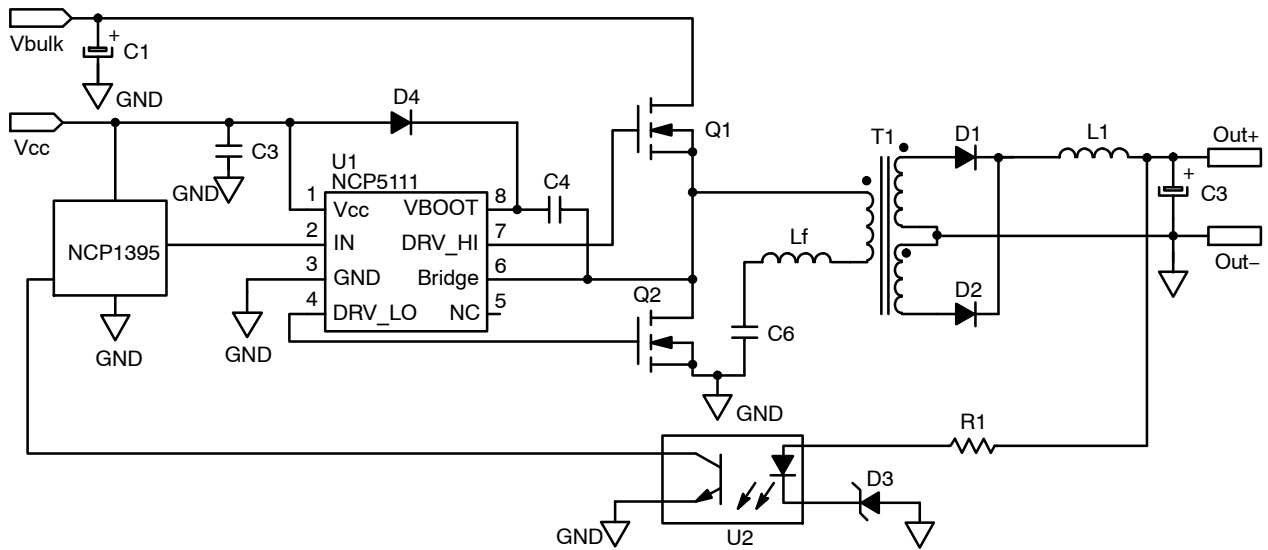 Vbulk
+
C1
GND
Vcc
D4
C3
GND
U1
NCP5111
1
Vcc
VBOOT
8
C4
2
IN
DRV_HI
7
3
GND
Bridge
6
4
DRV_LO
NC
5
NCP1395
GND
GND
Q1
Q2
Lf
C6
GND
T1
D1
D2
L1
Out+
+
C3
Out−
R1
D3
U2
GND